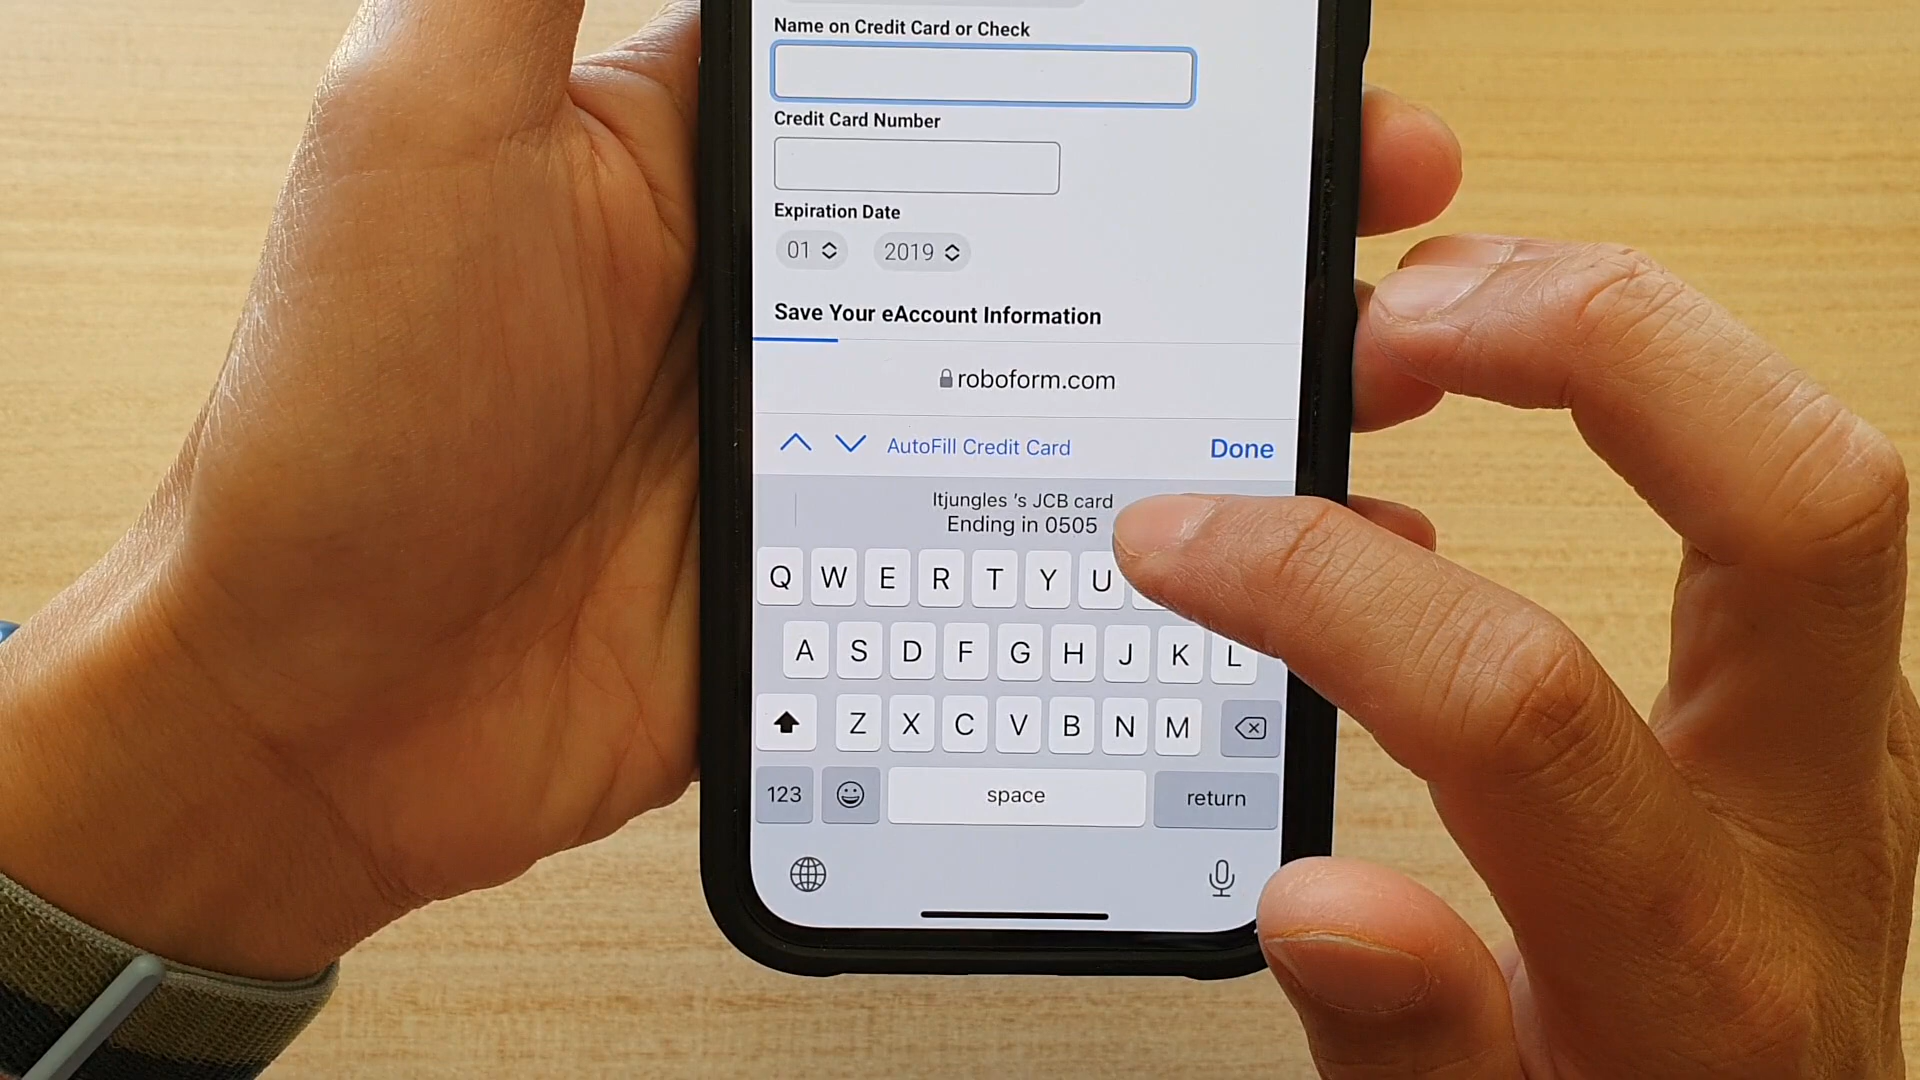 Name on Credit Card or Check
Credit Card Number
Expiration Date
01 2019
Save Your eAccount Information
roboform.com
AutoFill Credit Card Done
Itjungles 's JCB card
Ending in 0505
Q W E R T Y U
A S D F G H J K L
Z X C V B N M
123 space return